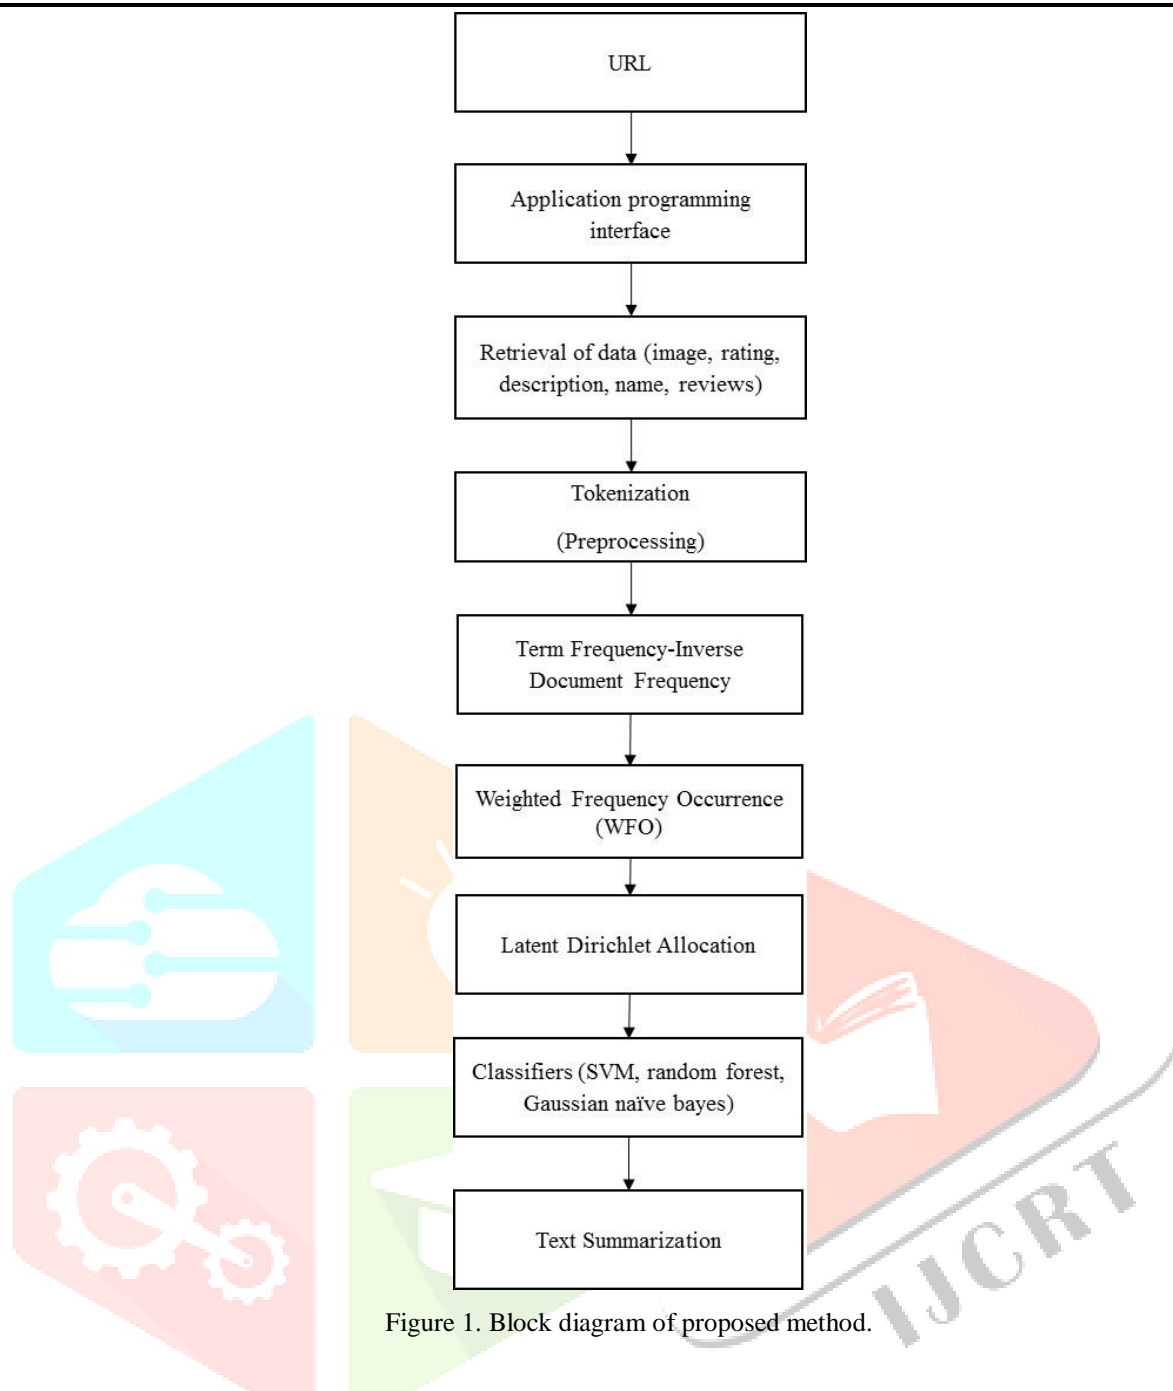 URL
Application programming
interface
Retrieval of data (image, rating,
description, name, reviews)
Tokenization
(Preprocessing)
Term Frequency-Inverse
Document Frequency
Weighted Frequency Occurrence
(WFO)
Latent Dirichlet Allocation
Classifiers (SVM, random forest,
Gaussian naïve bayes)
Text Summarization
IJCRT
Figure 1. Block diagram of proposed method.